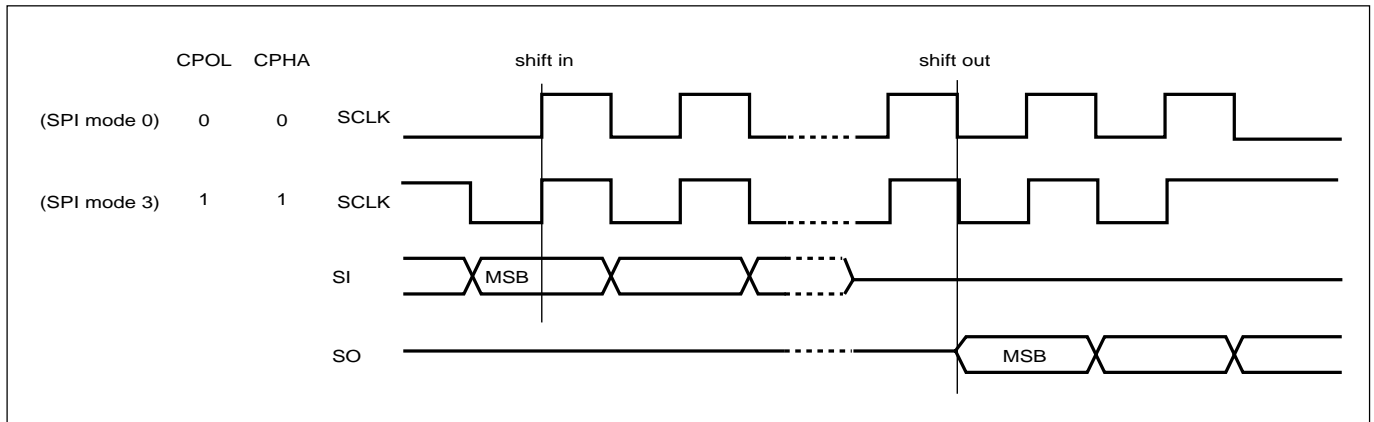 CPOL CPHA shift in shift out
(SPI mode 0) 0 0 SCLK
(SPI mode 3) 1 1 SCLK
SI MSB
SO MSB